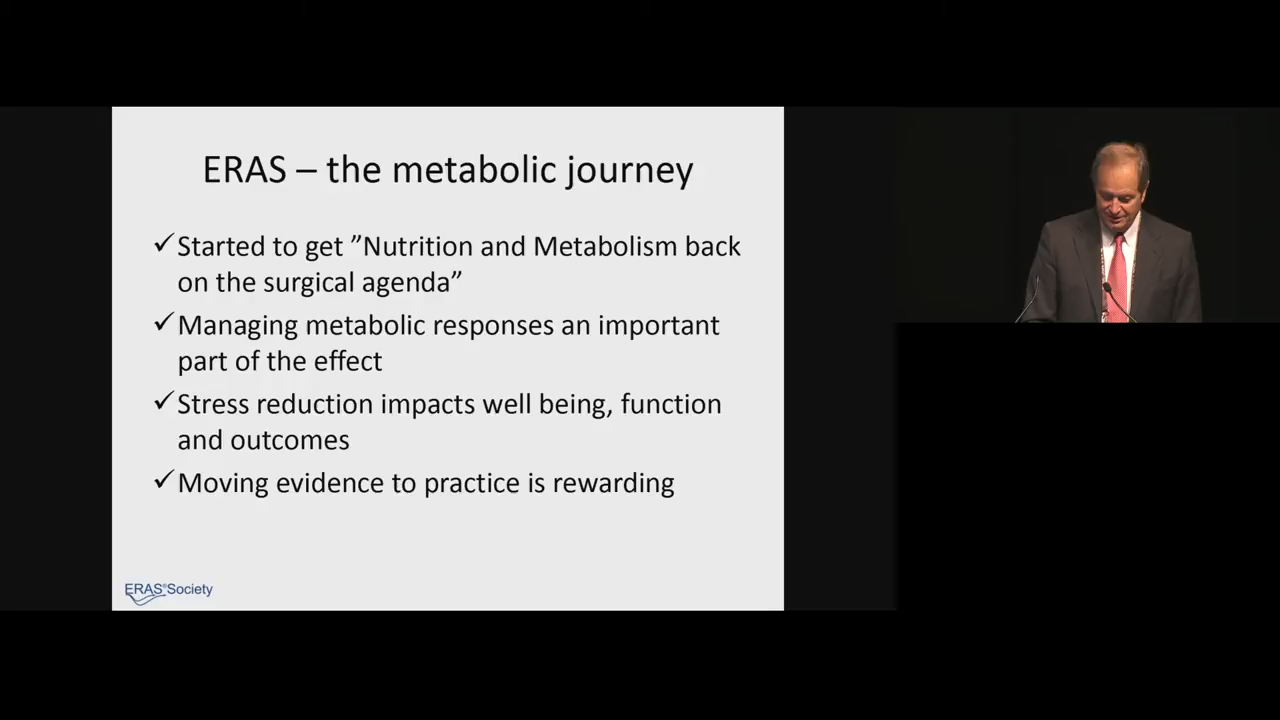 ERAS – the metabolic journey
✓Started to get ”Nutrition and Metabolism back
on the surgical agenda”
✓Managing metabolic responses an important
part of the effect
✓Stress reduction impacts well being, function
and outcomes
✓Moving evidence to practice is rewarding
ERAS®Society